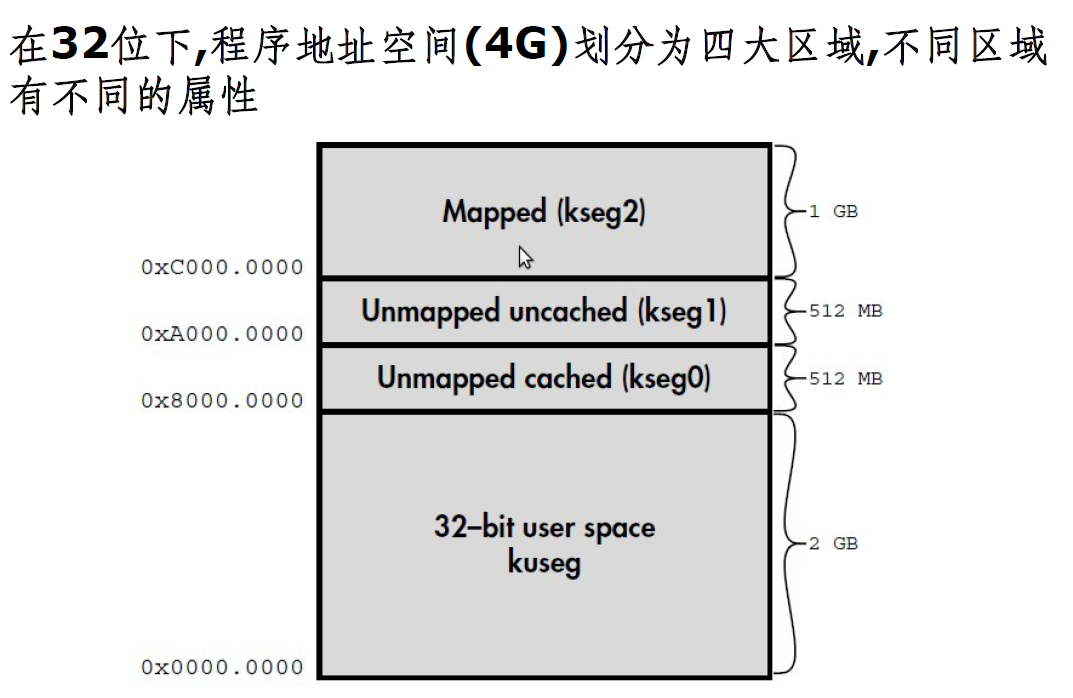 在32位下,程序地址空间(4G)划分为四大区域,不同区域
有不同的属性
Mapped (kseg2)
1 GB
0xC000.0000
Unmapped uncached (kseg1)
512 MB
0xA000.0000
Unmapped cached (kseg0)
512 MB
0x8000.0000
32-bit user space
kuseg
2 GB
0x0000.0000